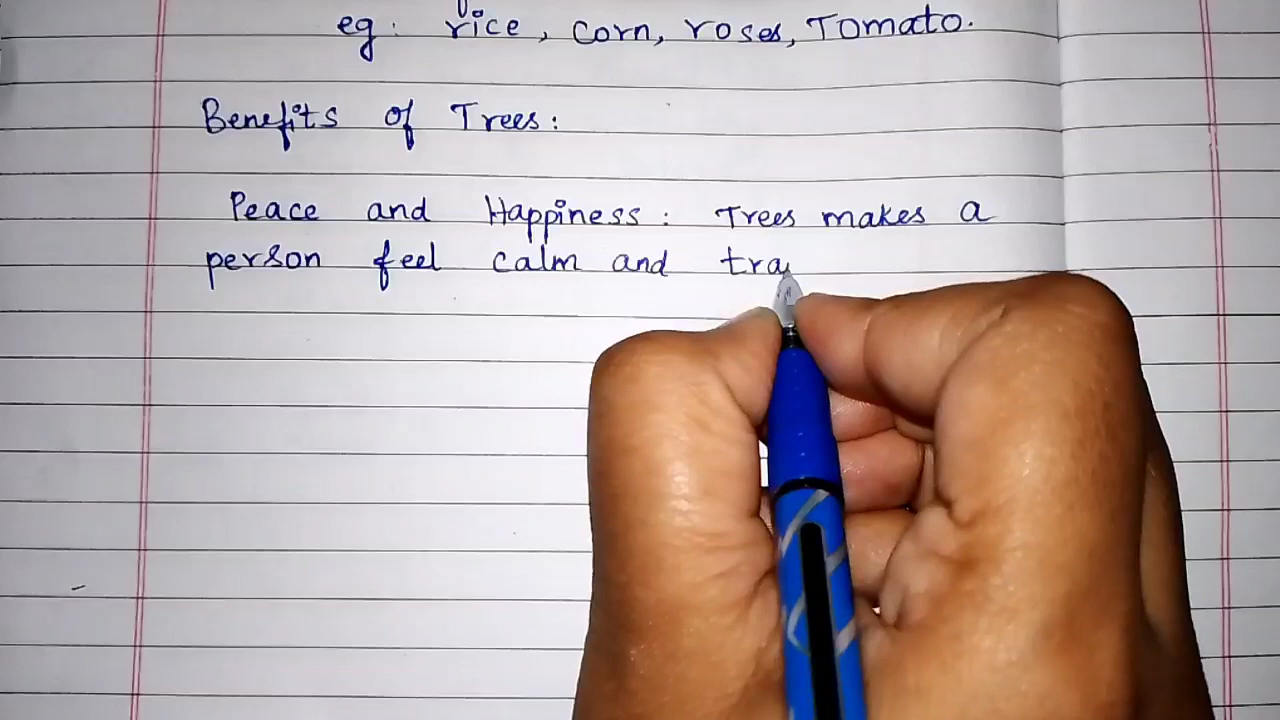 eg: rice, corn, roses, Tomato.
Benefits of Trees:
Peace and Happiness: Trees makes a
person feel calm and tra